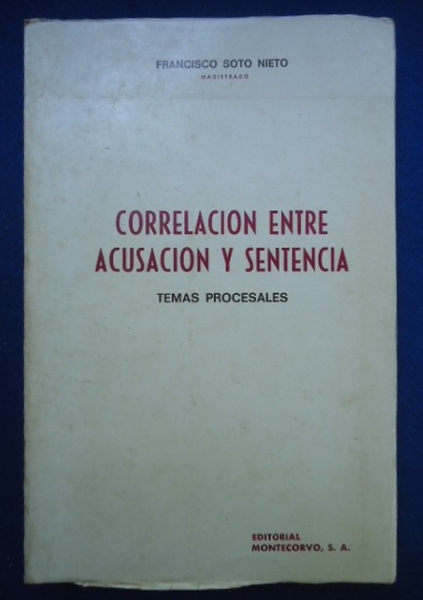 FRANCISCO SOTO NIETO
MAGISTRADO
CORRELACION ENTRE
ACUSACION Y SENTENCIA
TEMAS PROCESALES
EDITORIAL
MONTECORVO, S. A.